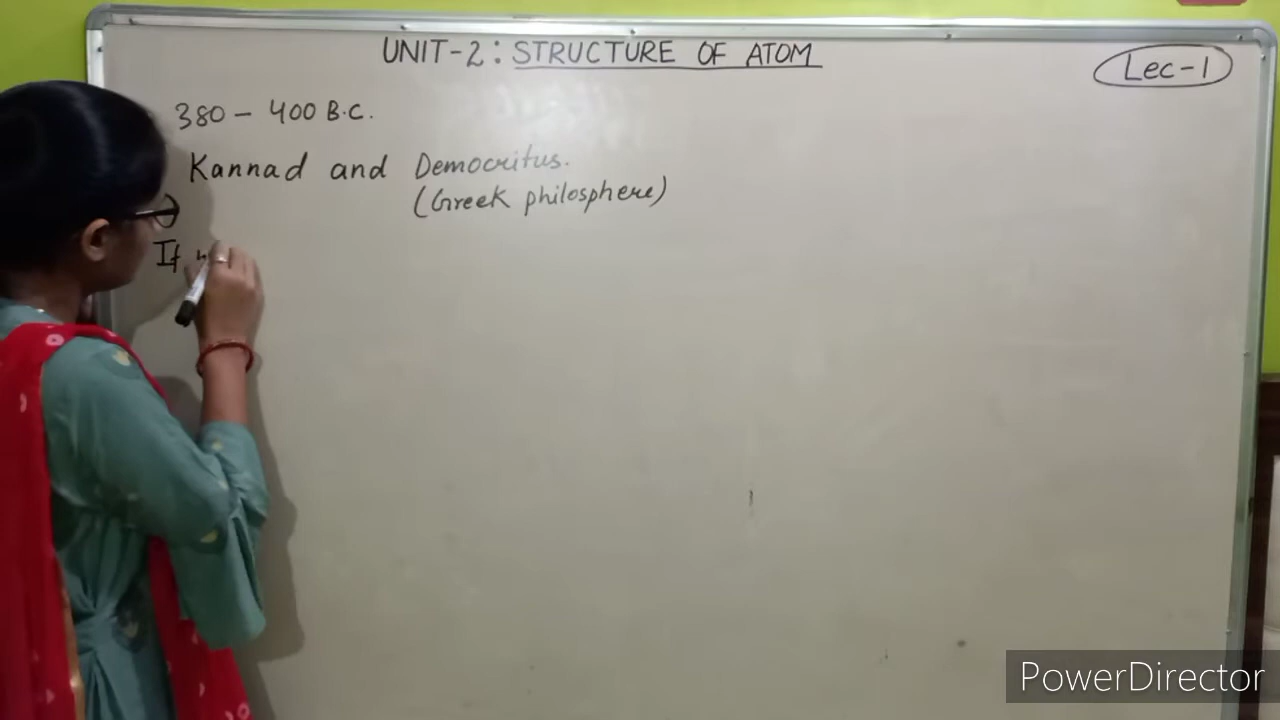 UNIT-2: STRUCTURE OF ATOM
Lec-1
380 - 400 B.C.
Kannad and Democritus.
(Greek philosphere)
If
PowerDirector